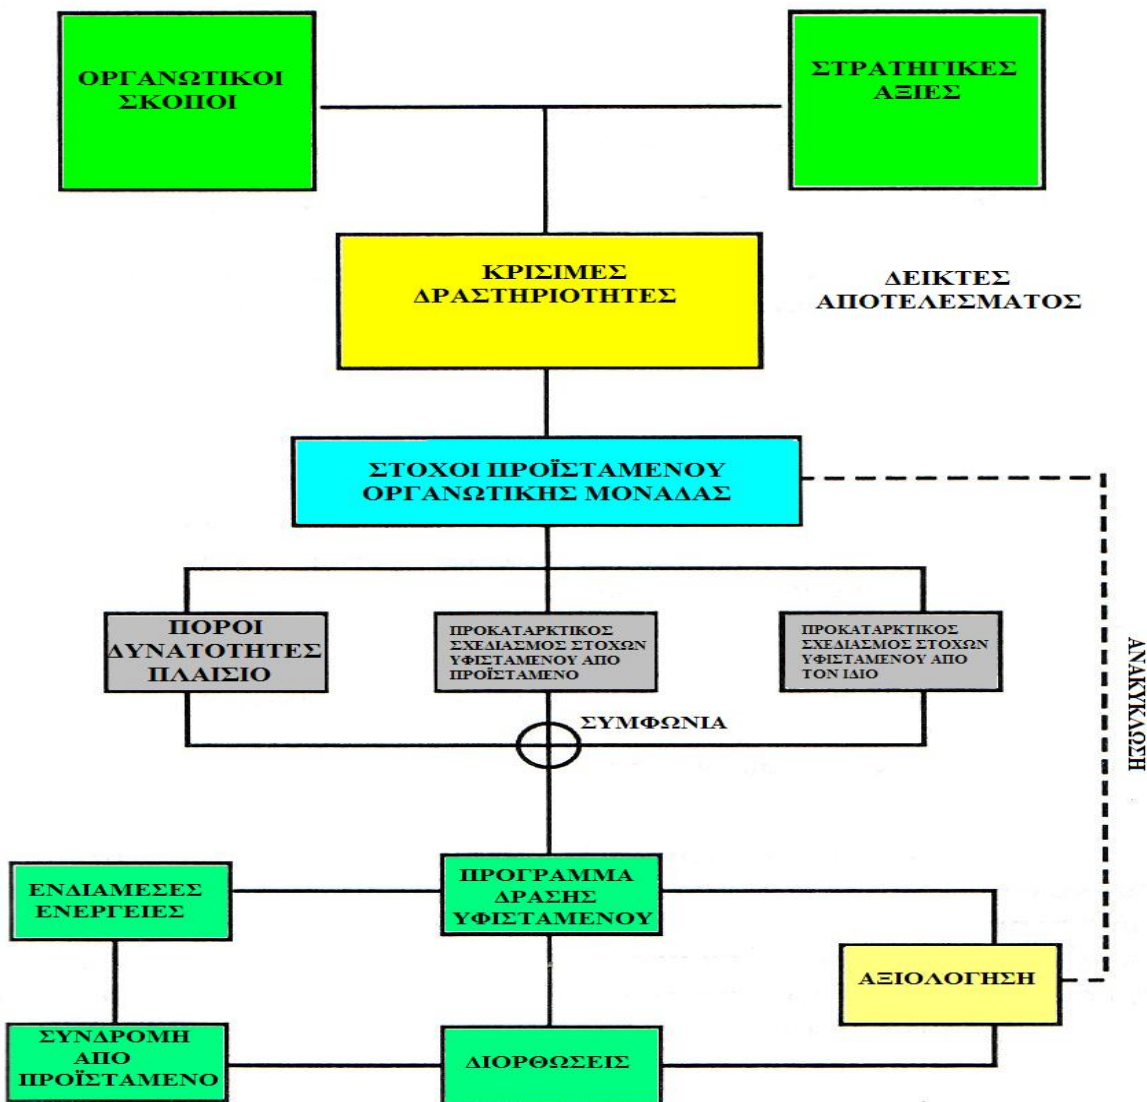 ΟΡΓΑΝΩΤΙΚΟΙ
ΣΚΟΠΟΙ
ΣΤΡΑΤΗΓΙΚΕΣ
ΑΞΙΕΣ
ΚΡΙΣΙΜΕΣ
ΔΡΑΣΤΗΡΙΟΤΗΤΕΣ
ΔΕΙΚΤΕΣ
ΑΠΟΤΕΛΕΣΜΑΤΟΣ
ΣΤΟΧΟΙ ΠΡΟΪΣΤΑΜΕΝΟΥ
ΟΡΓΑΝΩΤΙΚΗΣ ΜΟΝΑΔΑΣ
ΠΟΡΟΙ
ΔΥΝΑΤΟΤΗΤΕΣ
ΠΛΑΙΣΙΟ
ΠΡΟΚΑΤΑΡΚΤΙΚΟΣ
ΣΧΕΔΙΑΣΜΟΣ ΣΤΟΧΩΝ
ΥΦΙΣΤΑΜΕΝΟΥ ΑΠΟ
ΠΡΟΪΣΤΑΜΕΝΟ
ΠΡΟΚΑΤΑΡΚΤΙΚΟΣ
ΣΧΕΔΙΑΣΜΟΣ ΣΤΟΧΩΝ
ΥΦΙΣΤΑΜΕΝΟΥ ΑΠΟ
ΤΟΝ ΙΔΙΟ
ΑΝΑΚΥΚΛΩΣΗ
ΣΥΜΦΩΝΙΑ
ΕΝΔΙΑΜΕΣΕΣ
ΕΝΕΡΓΕΙΕΣ
ΠΡΟΓΡΑΜΜΑ
ΔΡΑΣΗΣ
ΥΦΙΣΤΑΜΕΝΟΥ
ΑΞΙΟΛΟΓΗΣΗ
ΣΥΝΔΡΟΜΗ
ΑΠΟ
ΠΡΟΪΣΤΑΜΕΝΟ
ΔΙΟΡΘΩΣΕΙΣ